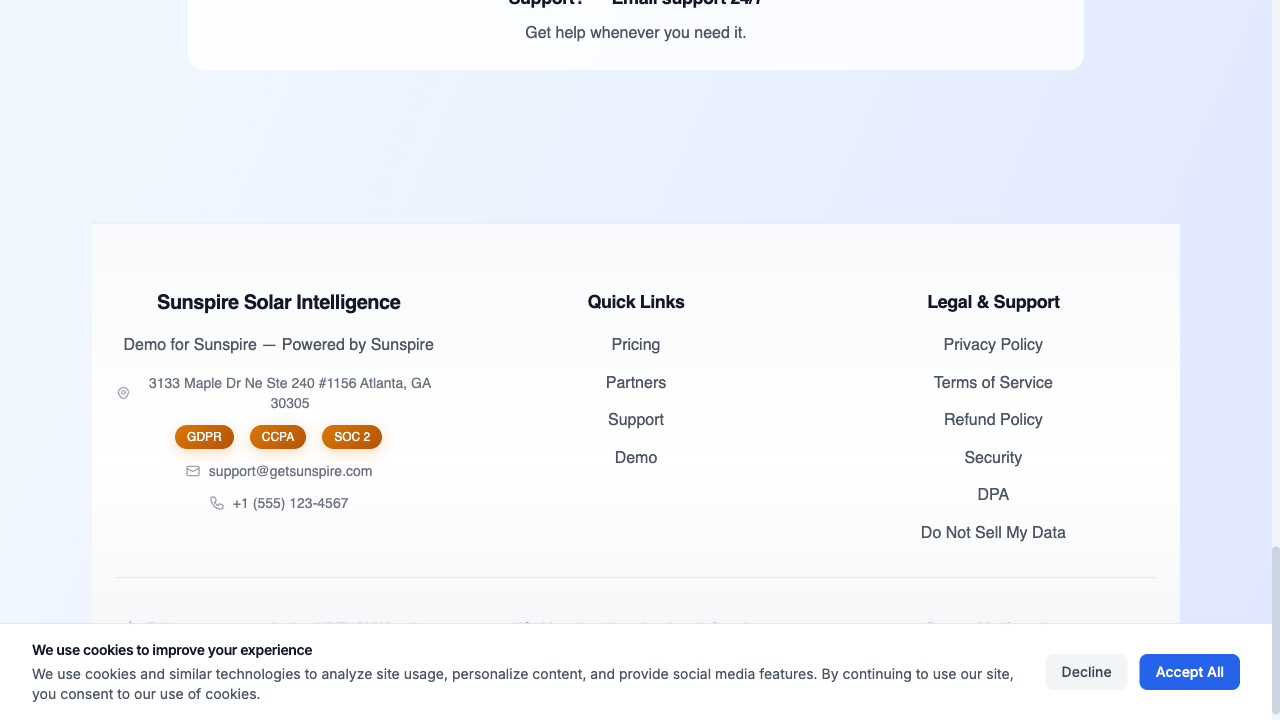 Support? Email support 24/7
Get help whenever you need it.
Sunspire Solar Intelligence
Demo for Sunspire — Powered by Sunspire
3133 Maple Dr Ne Ste 240 #1156 Atlanta, GA
30305
GDPR CCPA SOC 2
support@getsunspire.com
+1 (555) 123-4567
Quick Links
Pricing
Partners
Support
Demo
Legal & Support
Privacy Policy
Terms of Service
Refund Policy
Security
DPA
Do Not Sell My Data
We use cookies to improve your experience
We use cookies and similar technologies to analyze site usage, personalize content, and provide social media features. By continuing to use our site,
you consent to our use of cookies.
Decline
Accept All